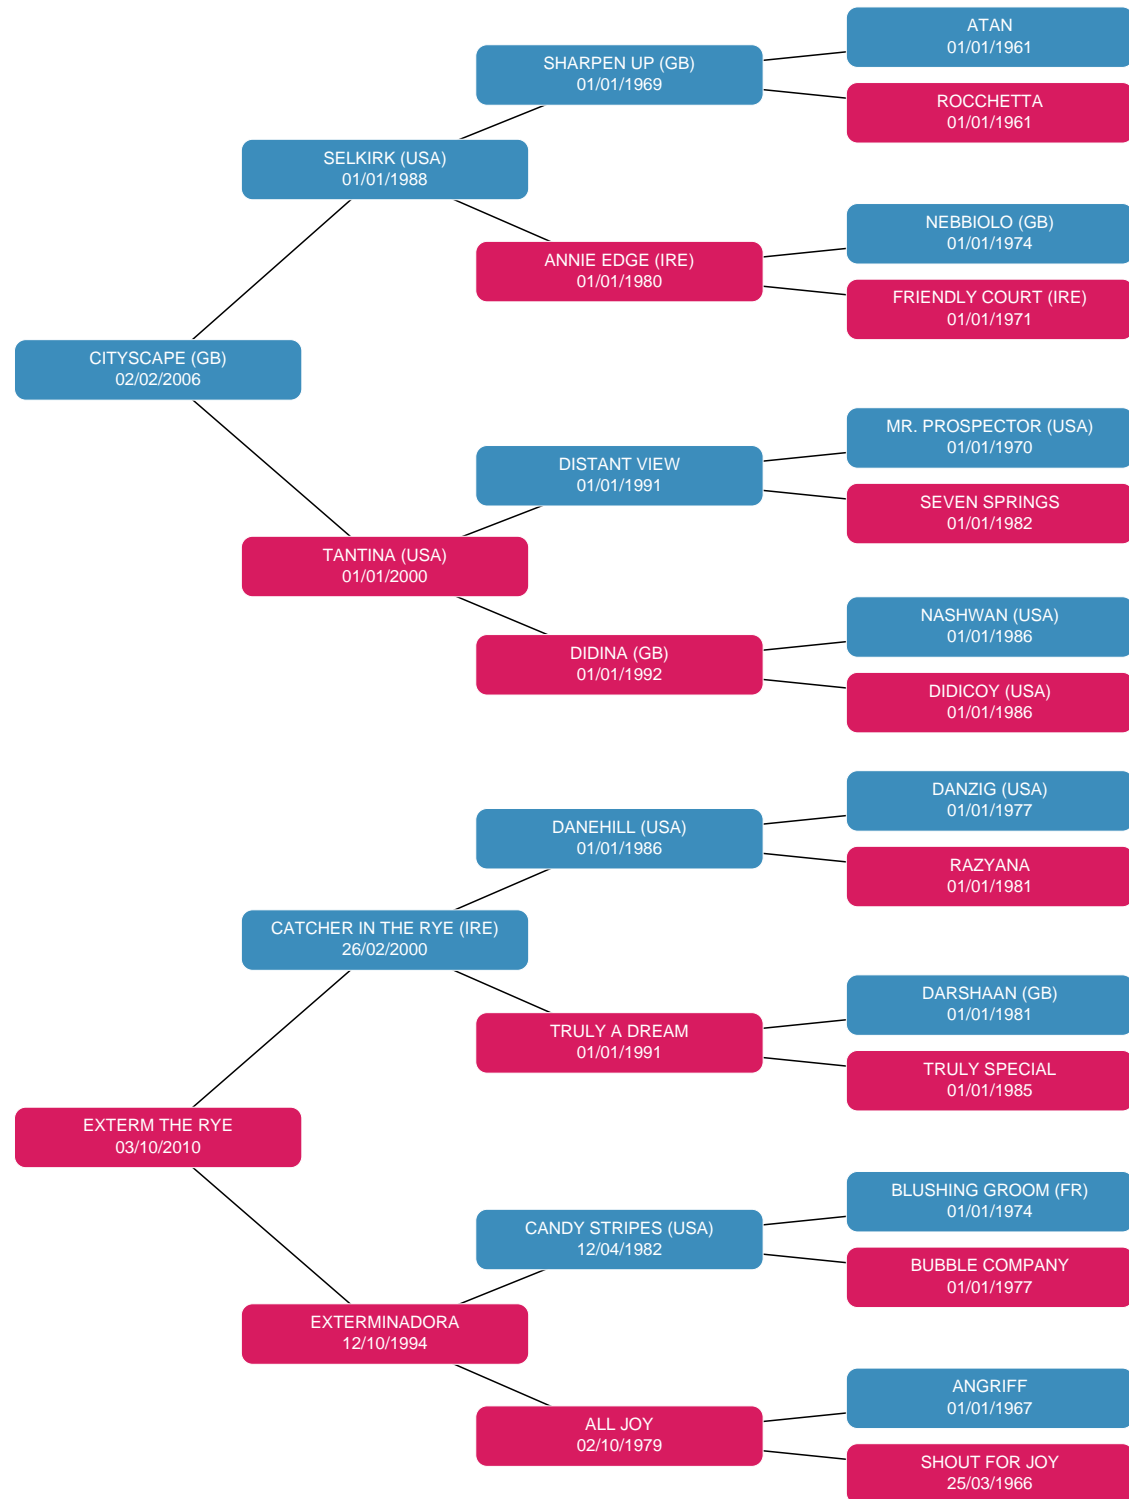 ATAN
01/01/1961
SHARPEN UP (GB)
01/01/1969
ROCCHETTA
01/01/1961
SELKIRK (USA)
01/01/1988
NEBBIOLO (GB)
01/01/1974
ANNIE EDGE (IRE)
01/01/1980
FRIENDLY COURT (IRE)
01/01/1971
CITYSCAPE (GB)
02/02/2006
MR. PROSPECTOR (USA)
01/01/1970
DISTANT VIEW
01/01/1991
SEVEN SPRINGS
01/01/1982
TANTINA (USA)
01/01/2000
NASHWAN (USA)
01/01/1986
DIDINA (GB)
01/01/1992
DIDICOY (USA)
01/01/1986
DANZIG (USA)
01/01/1977
DANEHILL (USA)
01/01/1986
RAZYANA
01/01/1981
CATCHER IN THE RYE (IRE)
26/02/2000
DARSHAAN (GB)
01/01/1981
TRULY A DREAM
01/01/1991
TRULY SPECIAL
01/01/1985
EXTERM THE RYE
03/10/2010
BLUSHING GROOM (FR)
01/01/1974
CANDY STRIPES (USA)
12/04/1982
BUBBLE COMPANY
01/01/1977
EXTERMINADORA
12/10/1994
ANGRIFF
01/01/1967
ALL JOY
02/10/1979
SHOUT FOR JOY
25/03/1966